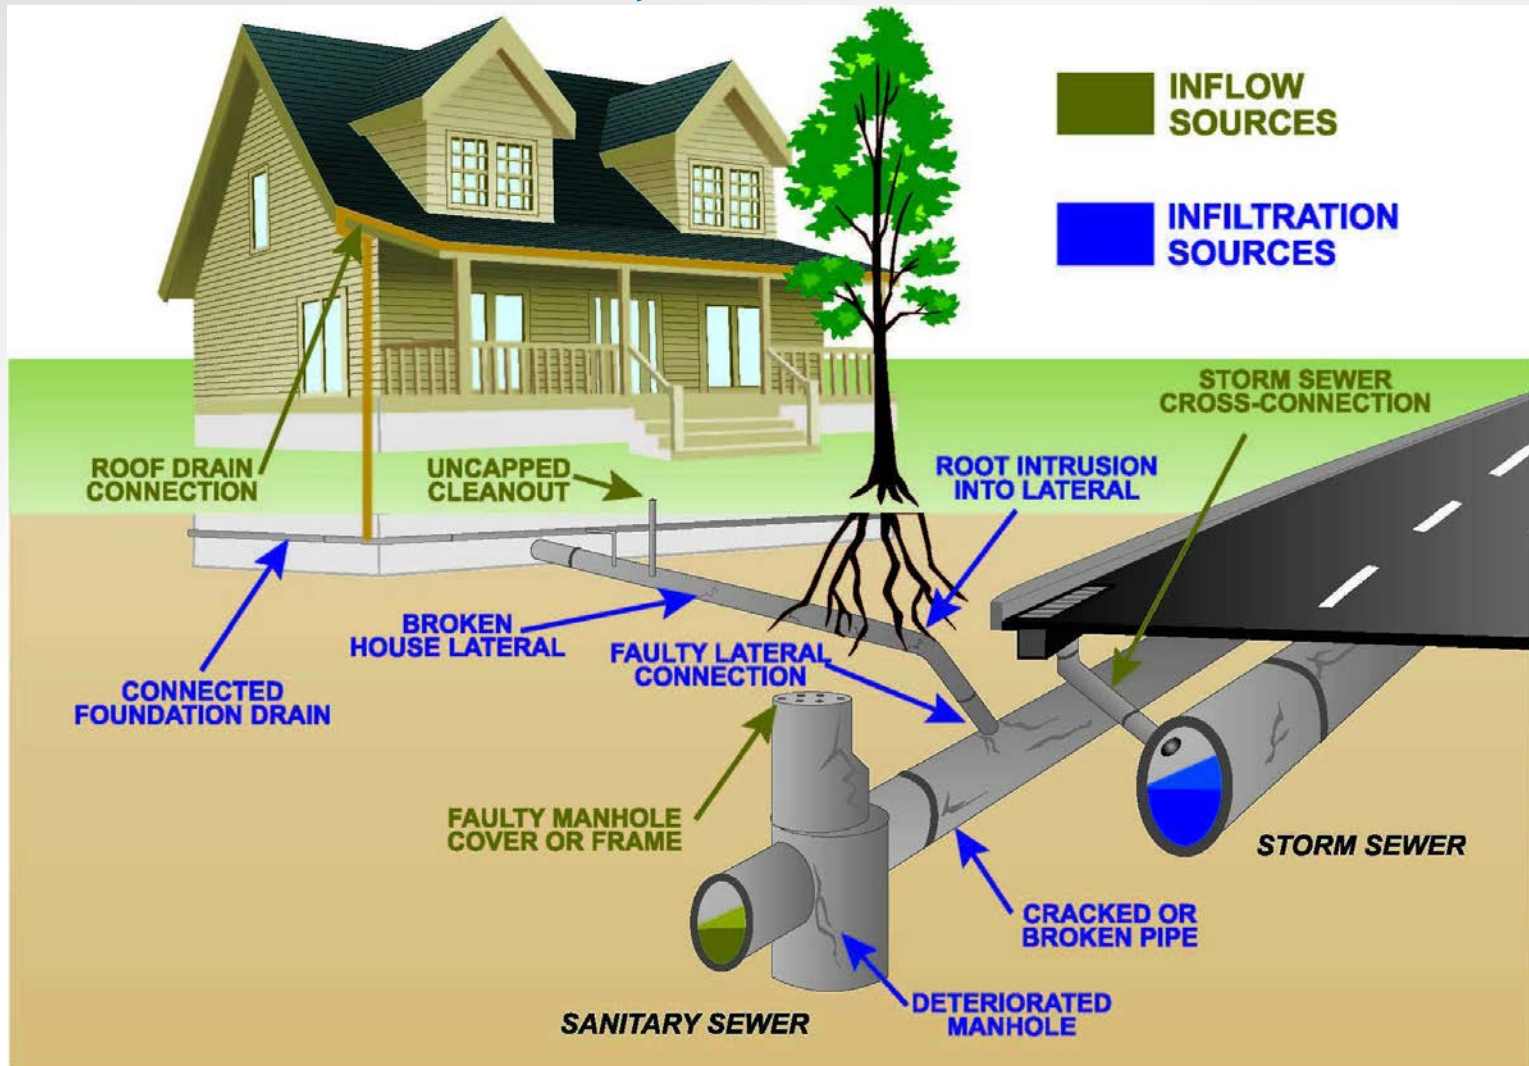 INFLOW
SOURCES
INFILTRATION
SOURCES
STORM SEWER
CROSS-CONNECTION
ROOF DRAIN
CONNECTION
UNCAPPED
CLEANOUT
ROOT INTRUSION
INTO LATERAL
BROKEN
HOUSE LATERAL
FAULTY LATERAL
CONNECTION
CONNECTED
FOUNDATION DRAIN
FAULTY MANHOLE
COVER OR FRAME
STORM SEWER
CRACKED OR
BROKEN PIPE
DETERIORATED
MANHOLE
SANITARY SEWER